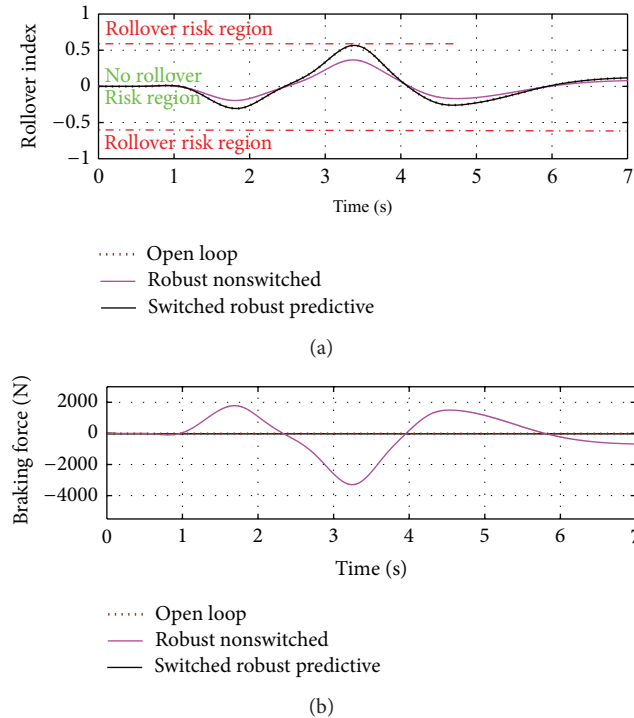 Rollover risk region
No rollover
Risk region
Rollover risk region
Rollover index
1
0.5
0
−0.5
−1
0 1 2 3 4 5 6 7
Time (s)
Open loop
Robust nonswitched
Switched robust predictive
(a)
Braking force (N)
2000
0
−2000
−4000
0 1 2 3 4 5 6 7
Time (s)
Open loop
Robust nonswitched
Switched robust predictive
(b)